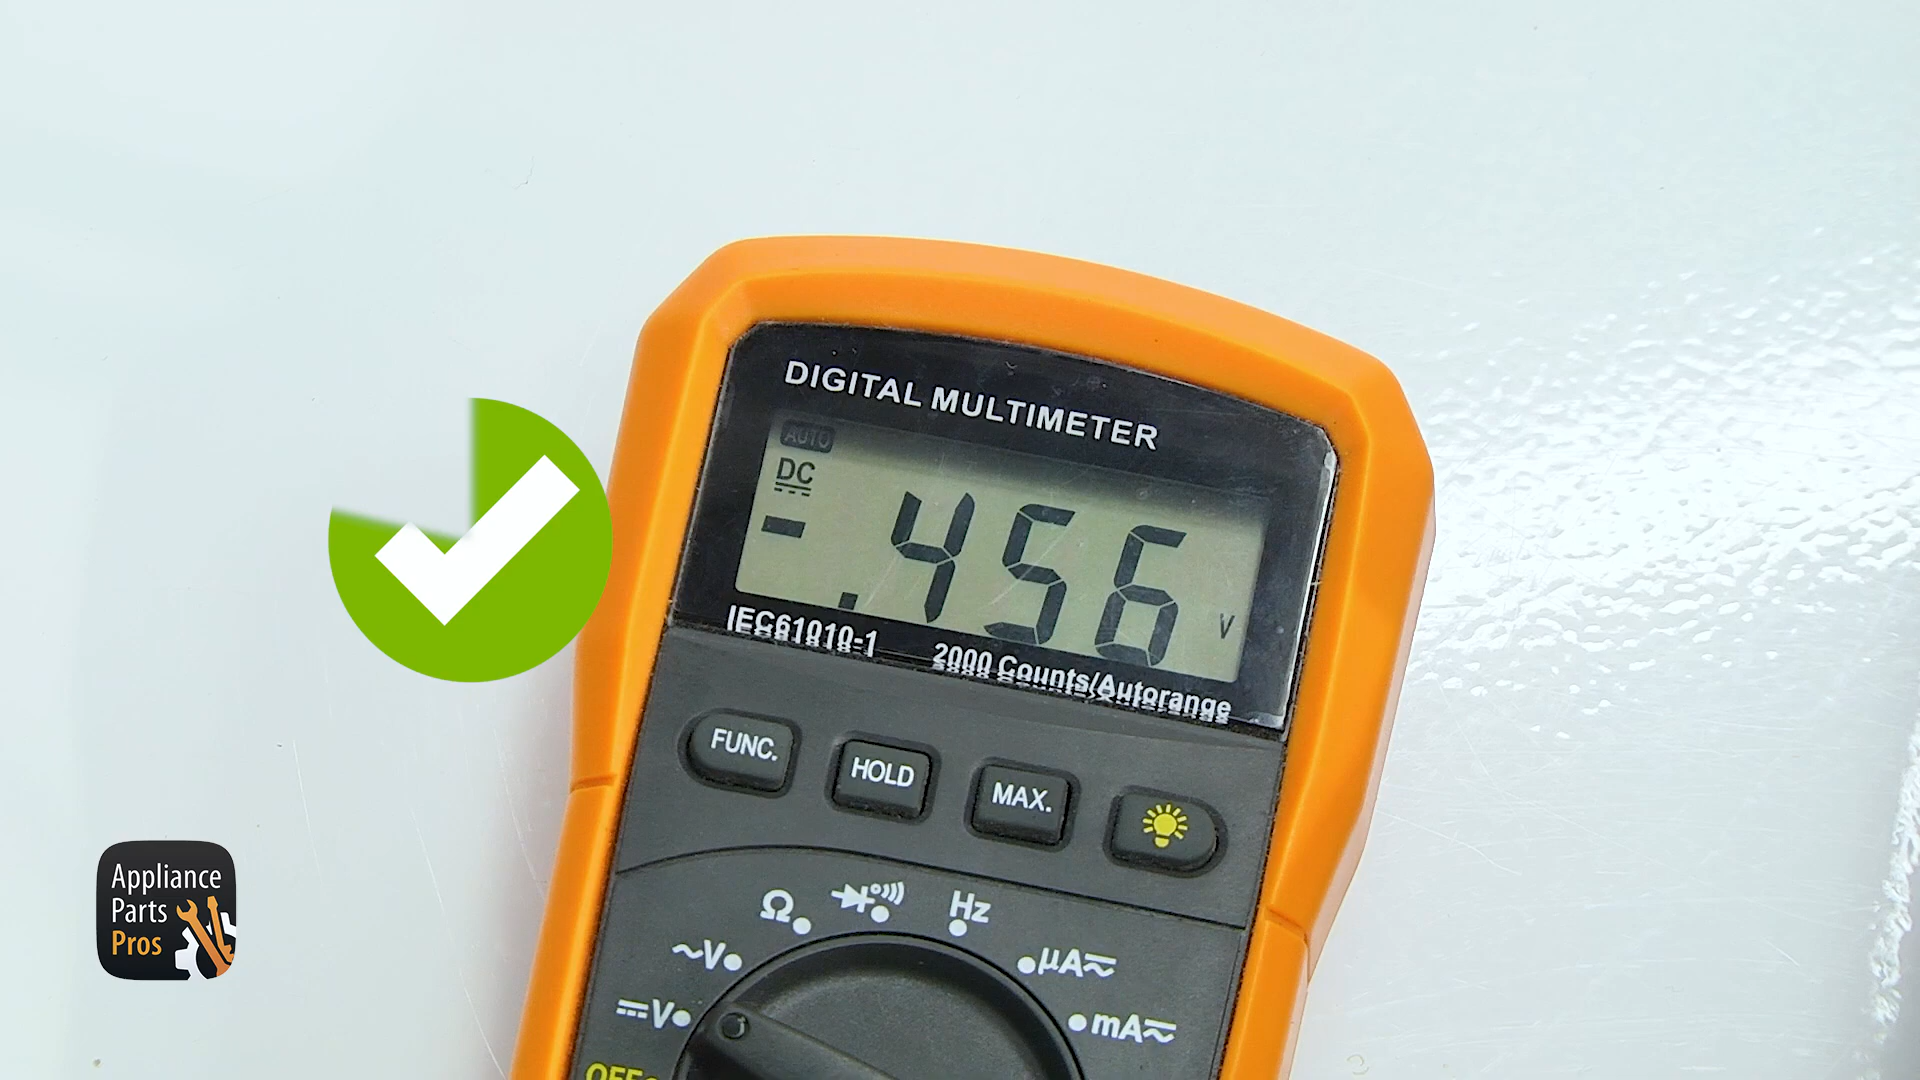 DIGITAL MULTIMETER
AUTO
DC
- .456 V
IEC61010-1
2000 Counts/Autorange
FUNC.
HOLD
MAX.
Ω
Hz
~V
µA
mA
V
Appliance
Parts
Pros